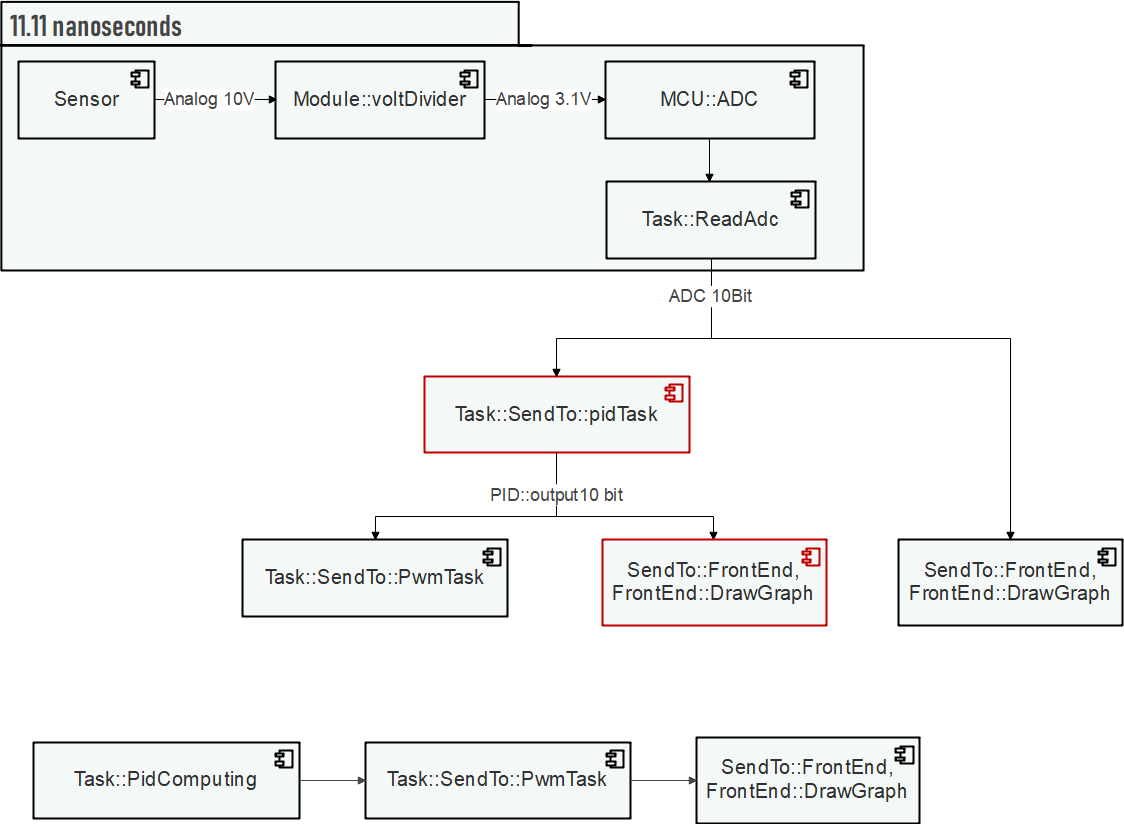 11.11 nanoseconds
Sensor
Analog 10V
Module::voltDivider
Analog 3.1V
MCU::ADC
Task::ReadAdc
ADC 10Bit
Task::SendTo::pidTask
PID::output10 bit
Task::SendTo::PwmTask
SendTo::FrontEnd,
FrontEnd::DrawGraph
SendTo::FrontEnd,
FrontEnd::DrawGraph
Task::PidComputing
Task::SendTo::PwmTask
SendTo::FrontEnd,
FrontEnd::DrawGraph